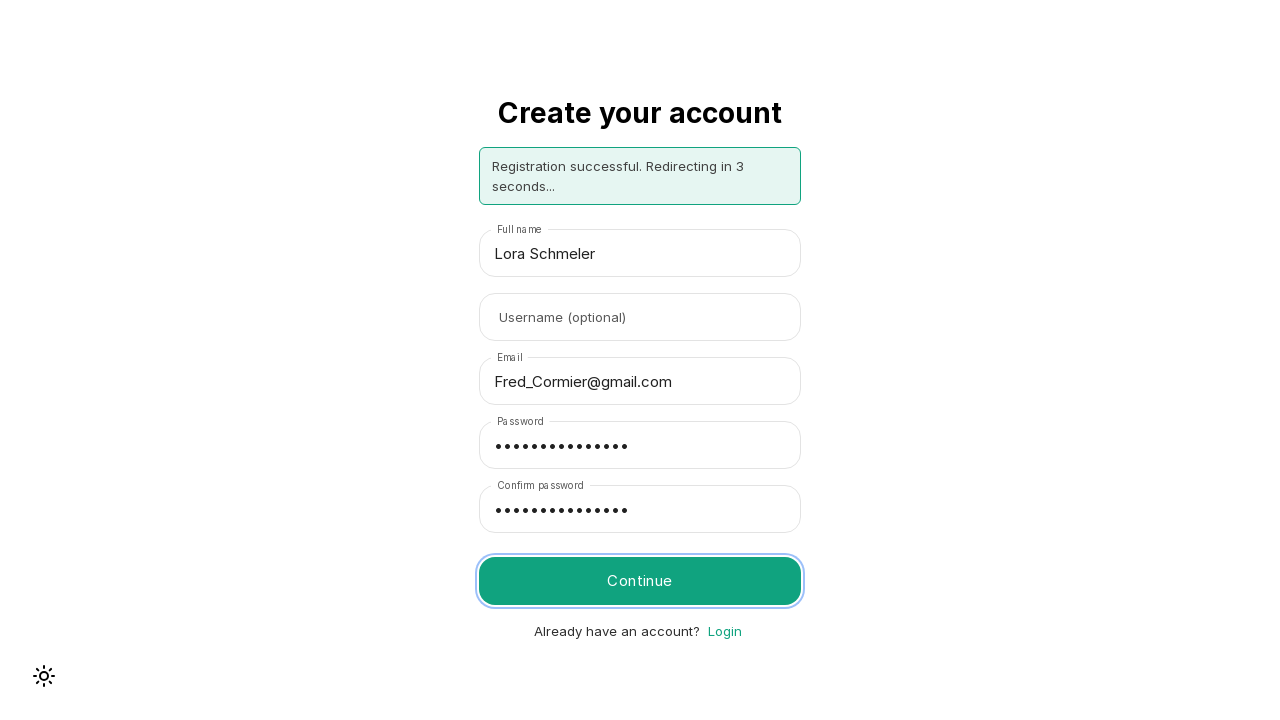 Create your account
Registration successful. Redirecting in 3
seconds...
Full name
Lora Schmeler
Username (optional)
Email
Fred_Cormier@gmail.com
Password
•••••••••••••••
Confirm password
•••••••••••••••
Continue
Already have an account? Login